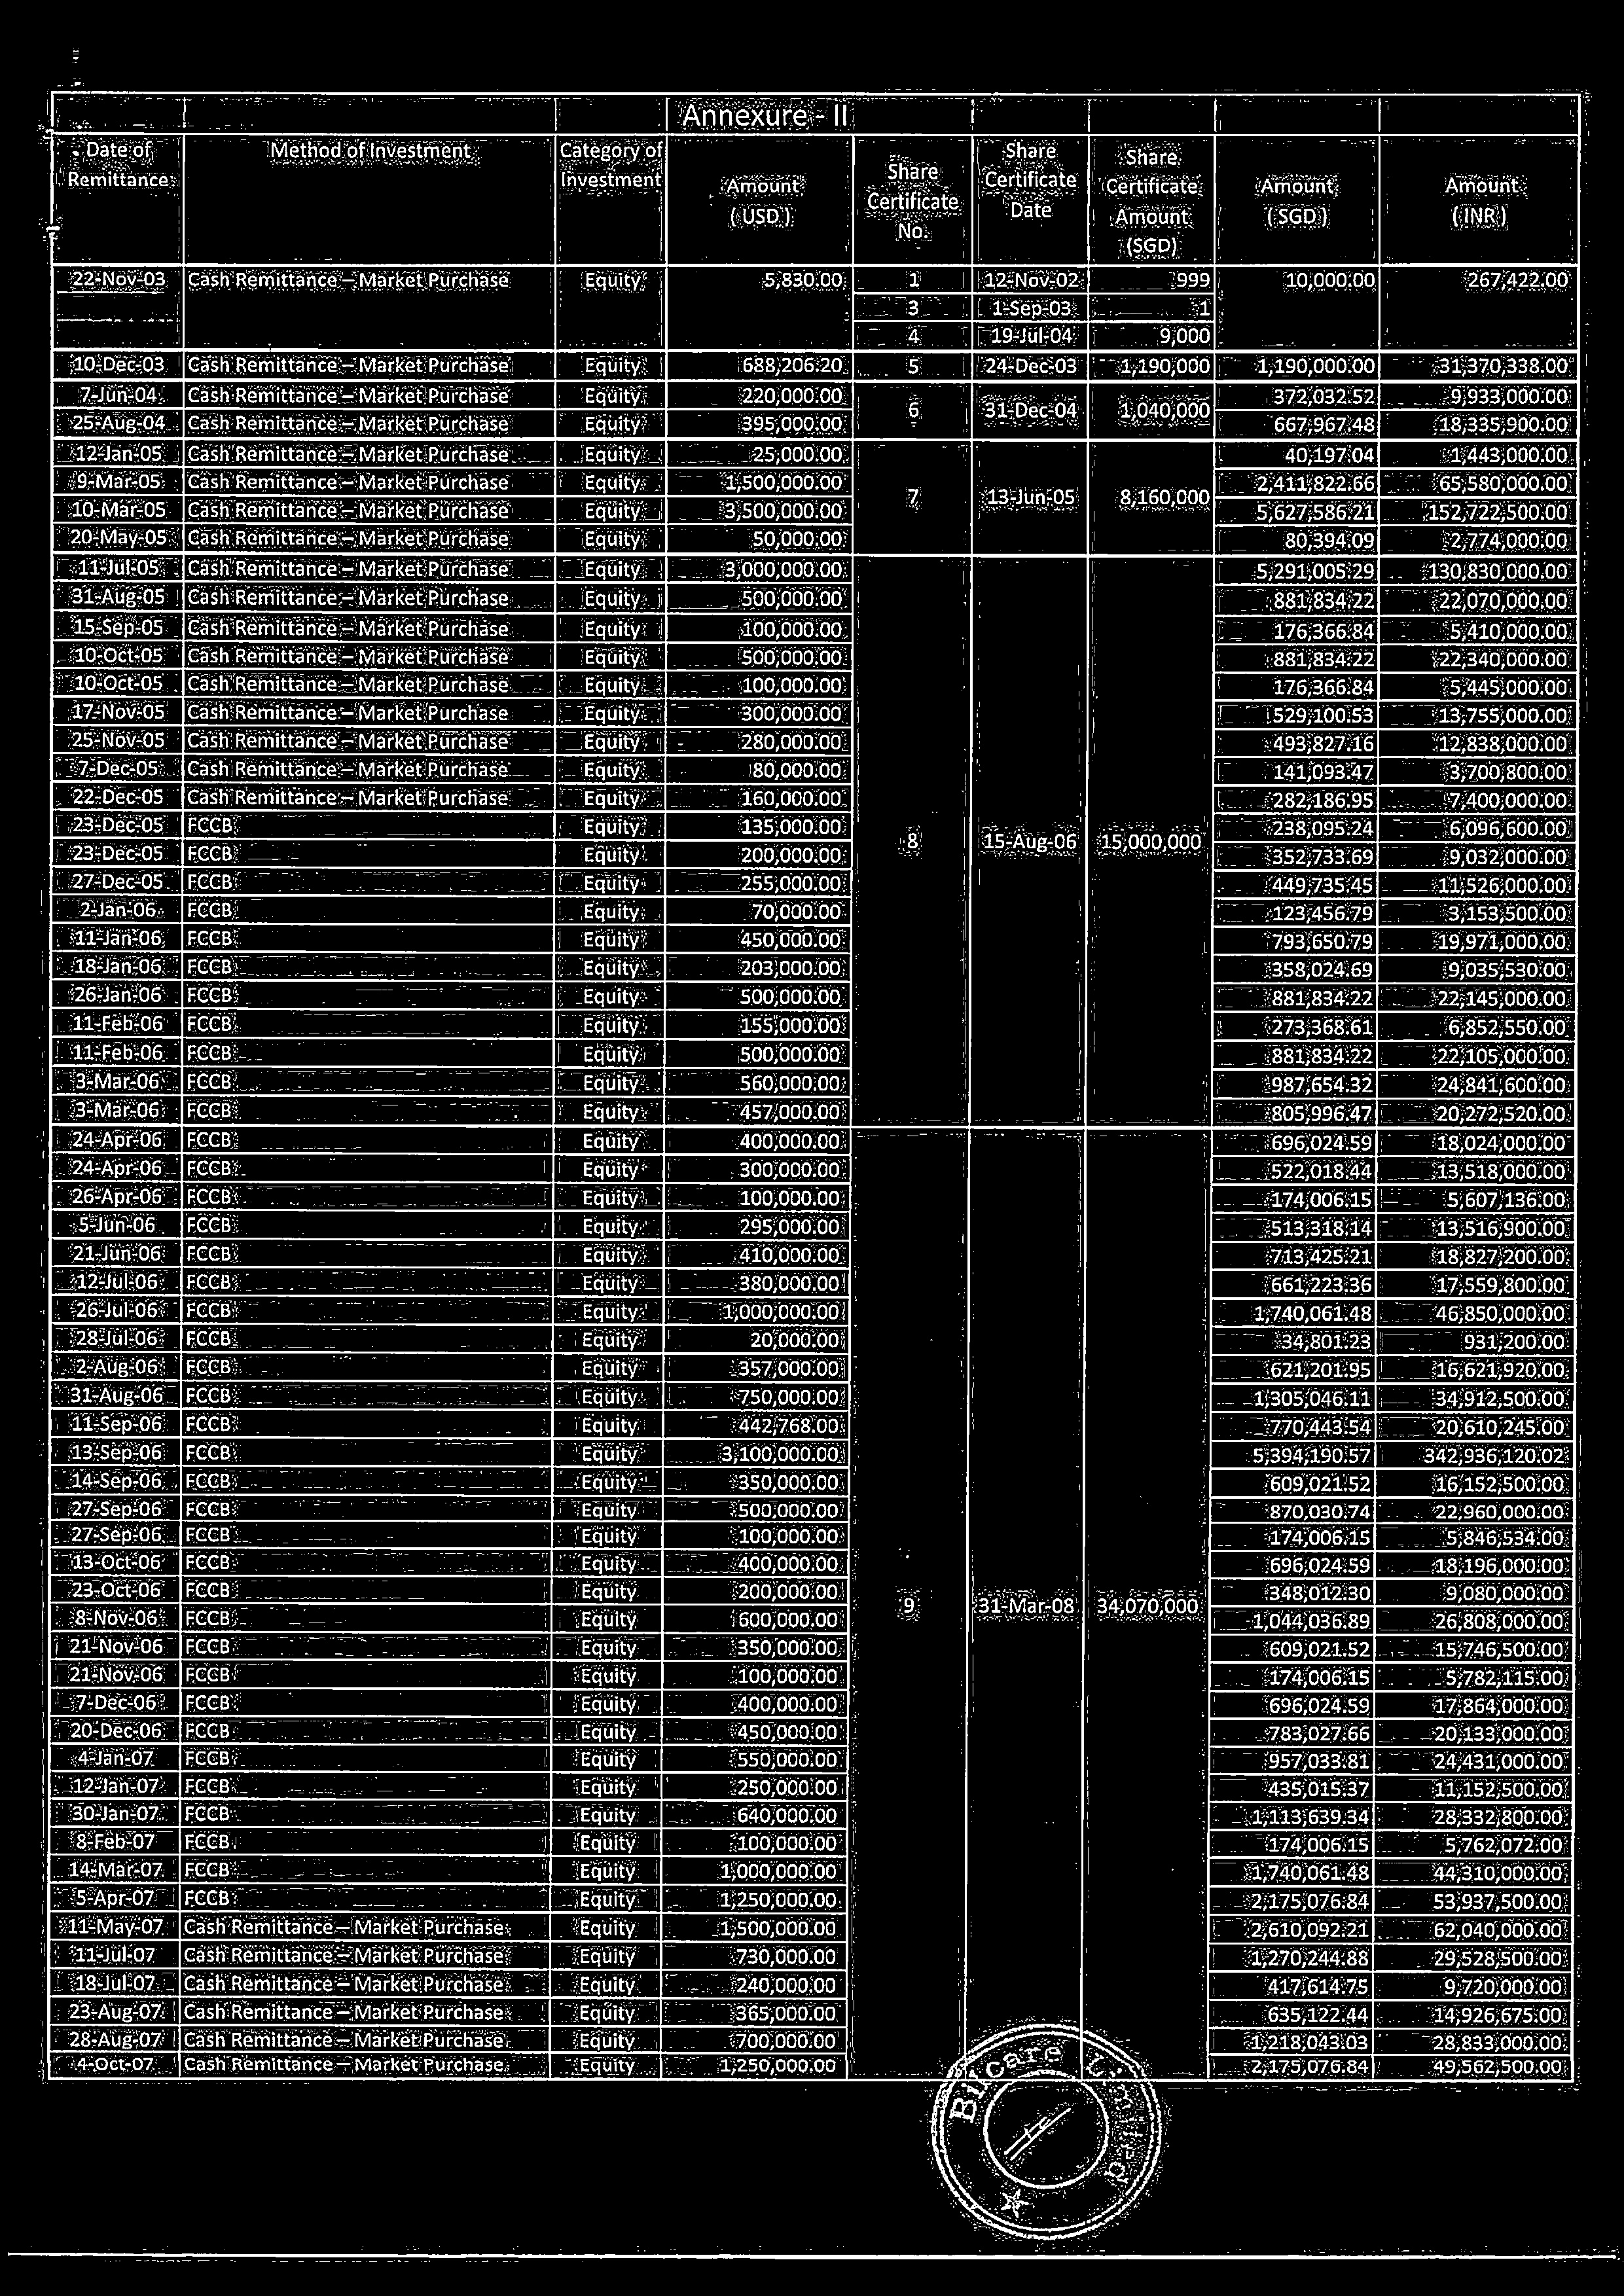 Annexure - II
Date of Remittance Method of Investment Category of Investment Amount (USD) Share Certificate No. Share Certificate Date Share Certificate Amount (SGD) Amount (SGD) Amount (INR)
22-Nov-03 Cash Remittance – Market Purchase Equity 5,830.00 1 12-Nov-02 999 10,000.00 267,422.00
3 1-Sep-03 1
4 19-Jul-04 9,000
10-Dec-03 Cash Remittance – Market Purchase Equity 688,206.20 5 24-Dec-03 1,190,000 1,190,000.00 31,370,338.00
7-Jun-04 Cash Remittance – Market Purchase Equity 220,000.00 6 31-Dec-04 1,040,000 372,032.52 9,933,000.00
25-Aug-04 Cash Remittance – Market Purchase Equity 395,000.00 667,967.48 18,335,900.00
12-Jan-05 Cash Remittance – Market Purchase Equity 25,000.00 40,197.04 1,443,000.00
9-Mar-05 Cash Remittance – Market Purchase Equity 1,500,000.00 7 13-Jun-05 8,160,000 2,411,822.66 65,580,000.00
10-Mar-05 Cash Remittance – Market Purchase Equity 3,500,000.00 5,627,586.21 152,722,500.00
20-May-05 Cash Remittance – Market Purchase Equity 50,000.00 80,394.09 2,774,000.00
11-Jul-05 Cash Remittance – Market Purchase Equity 3,000,000.00 5,291,005.29 130,830,000.00
31-Aug-05 Cash Remittance – Market Purchase Equity 500,000.00 881,834.22 22,070,000.00
15-Sep-05 Cash Remittance – Market Purchase Equity 100,000.00 176,366.84 5,410,000.00
10-Oct-05 Cash Remittance – Market Purchase Equity 500,000.00 881,834.22 22,340,000.00
10-Oct-05 Cash Remittance – Market Purchase Equity 100,000.00 176,366.84 5,445,000.00
17-Nov-05 Cash Remittance – Market Purchase Equity 300,000.00 529,100.53 13,755,000.00
25-Nov-05 Cash Remittance – Market Purchase Equity 280,000.00 493,827.16 12,838,000.00
7-Dec-05 Cash Remittance – Market Purchase Equity 80,000.00 141,093.47 3,700,800.00
22-Dec-05 Cash Remittance – Market Purchase Equity 160,000.00 282,186.95 7,400,000.00
23-Dec-05 FCCB Equity 135,000.00 238,095.24 6,096,600.00
23-Dec-05 FCCB Equity 200,000.00 8 15-Aug-06 15,000,000 352,733.69 9,032,000.00
27-Dec-05 FCCB Equity 255,000.00 449,735.45 11,526,000.00
2-Jan-06 FCCB Equity 70,000.00 123,456.79 3,153,500.00
11-Jan-06 FCCB Equity 450,000.00 793,650.79 19,971,000.00
18-Jan-06 FCCB Equity 203,000.00 358,024.69 9,035,530.00
26-Jan-06 FCCB Equity 500,000.00 881,834.22 22,145,000.00
11-Feb-06 FCCB Equity 155,000.00 273,368.61 6,852,550.00
11-Feb-06 FCCB Equity 500,000.00 881,834.22 22,105,000.00
3-Mar-06 FCCB Equity 560,000.00 987,654.32 24,841,600.00
3-Mar-06 FCCB Equity 457,000.00 805,996.47 20,272,520.00
24-Apr-06 FCCB Equity 400,000.00 696,024.59 18,024,000.00
24-Apr-06 FCCB Equity 300,000.00 522,018.44 13,518,000.00
26-Apr-06 FCCB Equity 100,000.00 174,006.15 5,607,136.00
5-Jun-06 FCCB Equity 295,000.00 513,318.14 13,516,900.00
21-Jun-06 FCCB Equity 410,000.00 713,425.21 18,827,200.00
12-Jul-06 FCCB Equity 380,000.00 661,223.36 17,559,800.00
26-Jul-06 FCCB Equity 1,000,000.00 1,740,061.48 46,850,000.00
28-Jul-06 FCCB Equity 20,000.00 34,801.23 931,200.00
2-Aug-06 FCCB Equity 357,000.00 621,201.95 16,621,920.00
31-Aug-06 FCCB Equity 750,000.00 1,305,046.11 34,912,500.00
11-Sep-06 FCCB Equity 442,768.00 770,443.54 20,610,245.00
13-Sep-06 FCCB Equity 3,100,000.00 5,394,190.57 342,936,120.02
14-Sep-06 FCCB Equity 350,000.00 609,021.52 16,152,500.00
27-Sep-06 FCCB Equity 500,000.00 870,030.74 22,960,000.00
27-Sep-06 FCCB Equity 100,000.00 174,006.15 5,846,534.00
13-Oct-06 FCCB Equity 400,000.00 696,024.59 18,196,000.00
23-Oct-06 FCCB Equity 200,000.00 9 31-Mar-08 34,070,000 348,012.30 9,080,000.00
8-Nov-06 FCCB Equity 600,000.00 1,044,036.89 26,808,000.00
21-Nov-06 FCCB Equity 350,000.00 609,021.52 15,746,500.00
21-Nov-06 FCCB Equity 100,000.00 174,006.15 5,782,115.00
7-Dec-06 FCCB Equity 400,000.00 696,024.59 17,864,000.00
20-Dec-06 FCCB Equity 450,000.00 783,027.66 20,133,000.00
4-Jan-07 FCCB Equity 550,000.00 957,033.81 24,431,000.00
12-Jan-07 FCCB Equity 250,000.00 435,015.37 11,152,500.00
30-Jan-07 FCCB Equity 640,000.00 1,113,639.34 28,332,800.00
8-Feb-07 FCCB Equity 100,000.00 174,006.15 5,762,072.00
14-Mar-07 FCCB Equity 1,000,000.00 1,740,061.48 44,310,000.00
5-Apr-07 FCCB Equity 1,250,000.00 2,175,076.84 53,937,500.00
11-May-07 Cash Remittance – Market Purchase Equity 1,500,000.00 2,610,092.21 62,040,000.00
11-Jul-07 Cash Remittance – Market Purchase Equity 730,000.00 1,270,244.88 29,528,500.00
18-Jul-07 Cash Remittance – Market Purchase Equity 240,000.00 417,614.75 9,720,000.00
23-Aug-07 Cash Remittance – Market Purchase Equity 365,000.00 635,122.44 14,926,675.00
28-Aug-07 Cash Remittance – Market Purchase Equity 700,000.00 1,218,043.03 28,833,000.00
4-Oct-07 Cash Remittance – Market Purchase Equity 1,250,000.00 2,175,076.84 49,562,500.00
Bilcare Limited